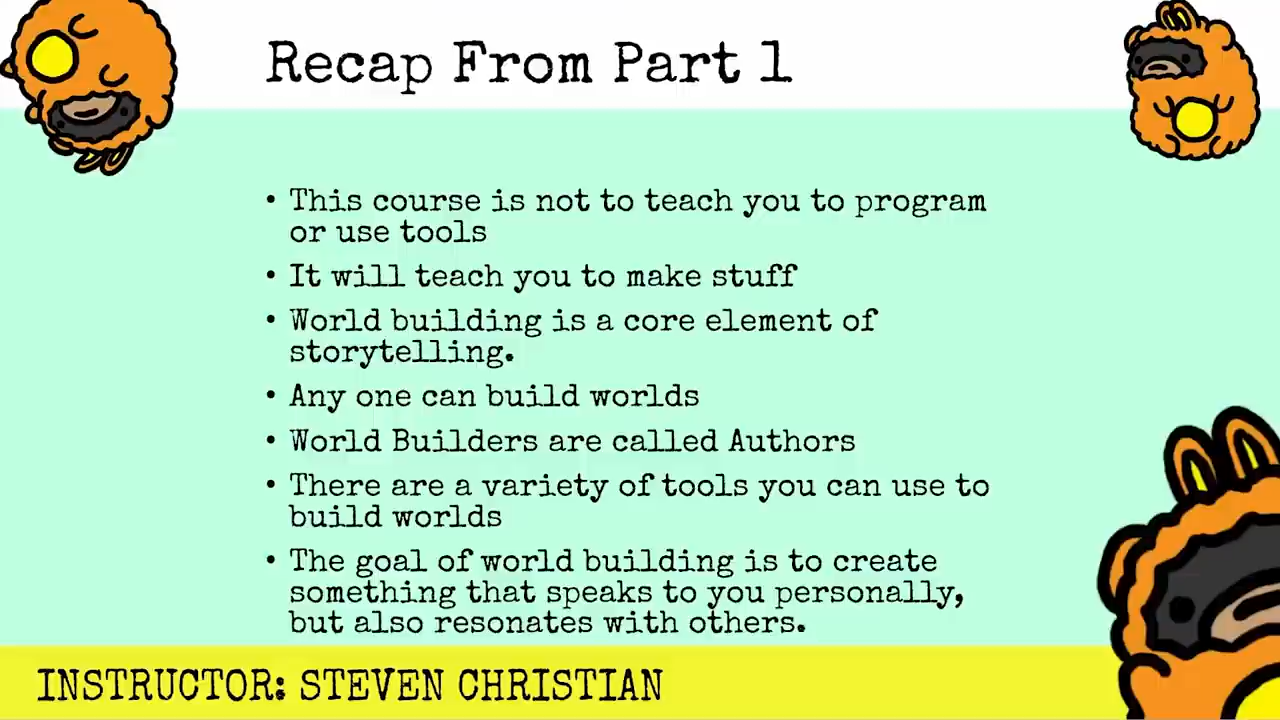 Recap From Part 1
• This course is not to teach you to program
or use tools
• It will teach you to make stuff
• World building is a core element of
storytelling.
• Any one can build worlds
• World Builders are called Authors
• There are a variety of tools you can use to
build worlds
• The goal of world building is to create
something that speaks to you personally,
but also resonates with others.
INSTRUCTOR: STEVEN CHRISTIAN